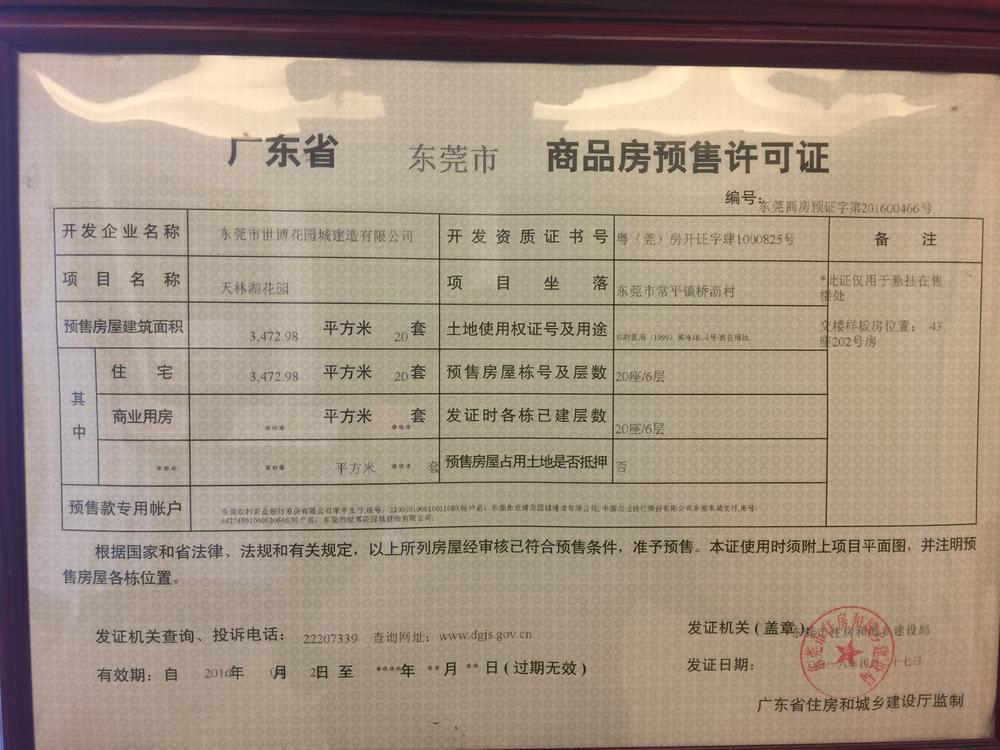 广东省 东莞市 商品房预售许可证
编号：东莞商房预证字第201600466号
开发企业名称 东莞市世博花园城建造有限公司 开发资质证书号 粤（莞）房开证字肆1000825号 备 注
项目名称 天林湖花园 项目坐落 东莞市常平镇桥沥村 *此证仅用于悬挂在售
楼处
预售房屋建筑面积 3,472.98 平方米 20 套 土地使用权证号及用途 交楼样板房位置： 43
座202号房
其中 住宅 3,472.98 平方米 20 套 预售房屋栋号及层数 20座/6层
商业用房 *** 平方米 *** 套 发证时各栋已建层数 20座/6层
*** *** 平方米 *** 套 预售房屋占用土地是否抵押 否
预售款专用帐户
根据国家和省法律、法规和有关规定，以上所列房屋经审核已符合预售条件，准予预售。本证使用时须附上项目平面图，并注明预
售房屋各栋位置。
发证机关查询、投诉电话： 22207339 查询网址：www.dgjs.gov.cn
发证机关（盖章）： 东莞市住房和城乡建设局
有效期：自 2016年 月 日 至 ****年 ** 月 ** 日（过期无效）
发证日期：
广东省住房和城乡建设厅监制